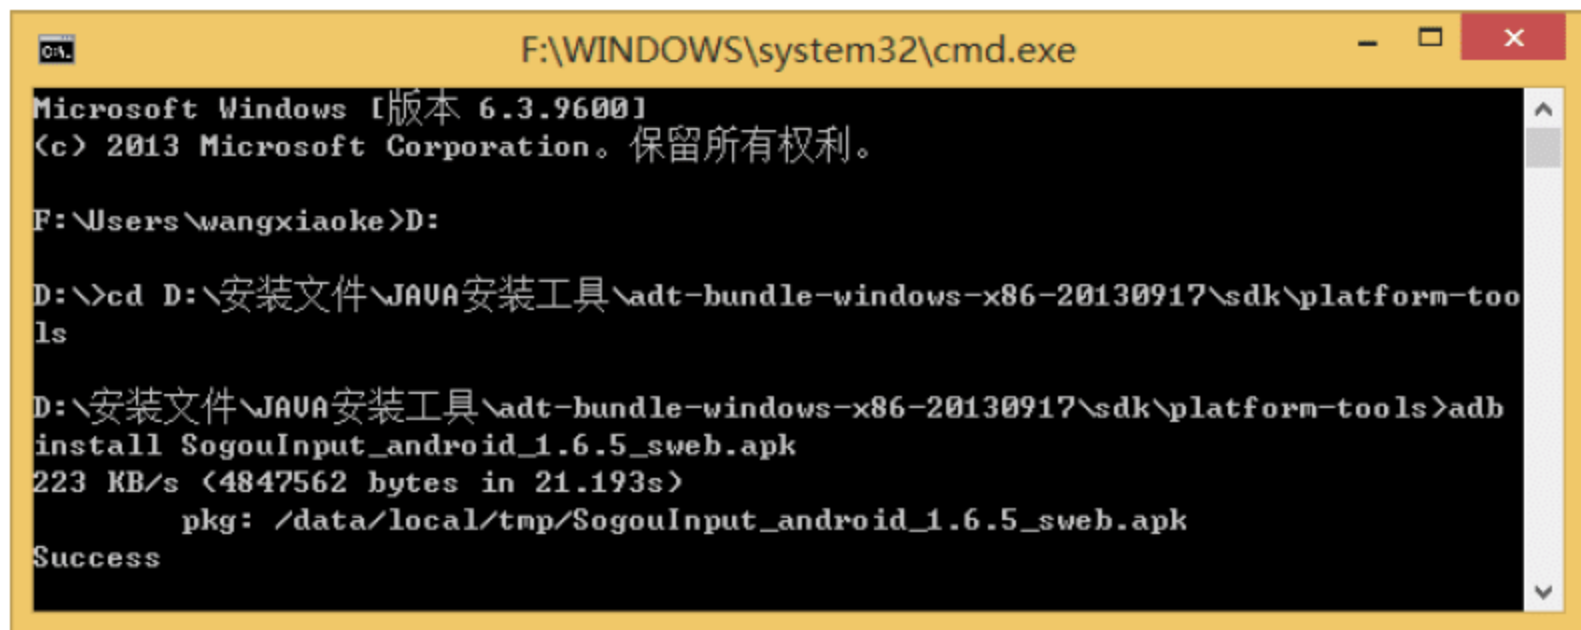 F:\WINDOWS\system32\cmd.exe
Microsoft Windows [版本 6.3.9600]
(c) 2013 Microsoft Corporation。保留所有权利。
F:\Users\wangxiaoke>D:
D:\>cd D:\安装文件\JAVA安装工具\adt-bundle-windows-x86-20130917\sdk\platform-too
ls
D:\安装文件\JAVA安装工具\adt-bundle-windows-x86-20130917\sdk\platform-tools>adb
install SogouInput_android_1.6.5_sweb.apk
223 KB/s (4847562 bytes in 21.193s)
pkg: /data/local/tmp/SogouInput_android_1.6.5_sweb.apk
Success